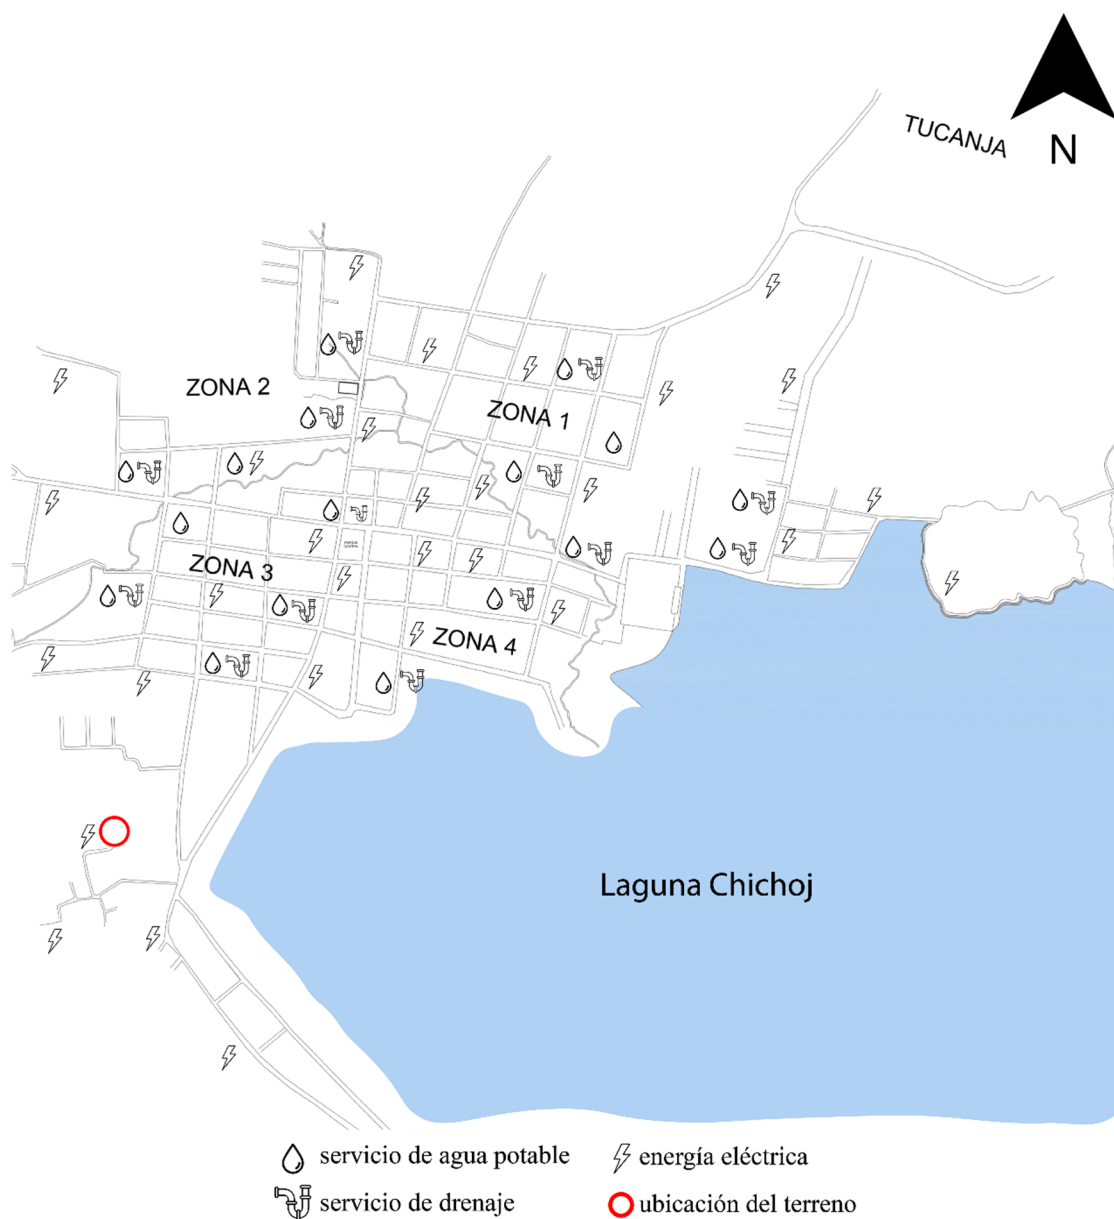 TUCANJA
N
ZONA 2
ZONA 1
ZONA 3
ZONA 4
Laguna Chichoj
servicio de agua potable
energía eléctrica
servicio de drenaje
ubicación del terreno